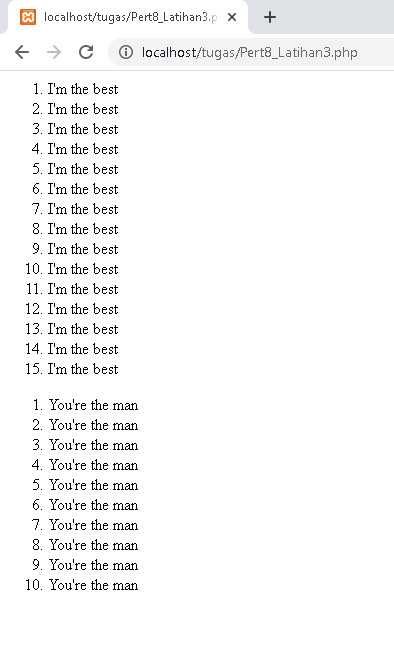 localhost/tugas/Pert8_Latihan3.p
localhost/tugas/Pert8_Latihan3.php
1. I'm the best
2. I'm the best
3. I'm the best
4. I'm the best
5. I'm the best
6. I'm the best
7. I'm the best
8. I'm the best
9. I'm the best
10. I'm the best
11. I'm the best
12. I'm the best
13. I'm the best
14. I'm the best
15. I'm the best
1. You're the man
2. You're the man
3. You're the man
4. You're the man
5. You're the man
6. You're the man
7. You're the man
8. You're the man
9. You're the man
10. You're the man